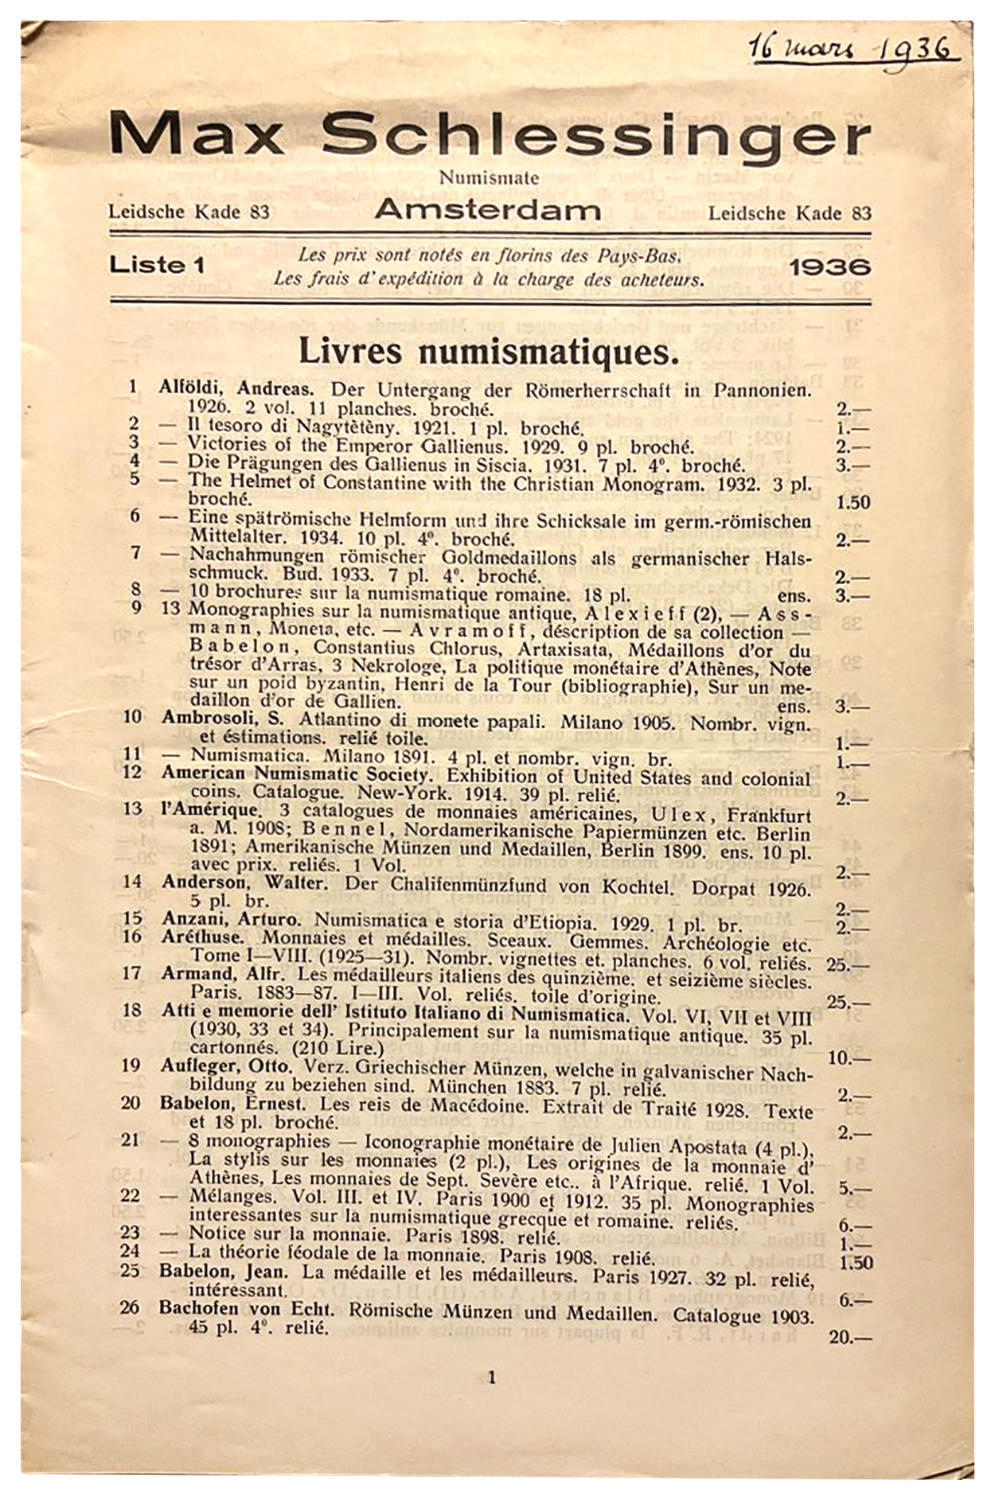 16 mars 1936
Max Schlessinger
Numismate
Leidsche Kade 83 Amsterdam Leidsche Kade 83
Liste 1 Les prix sont notés en florins des Pays-Bas. 1936
Les frais d'expédition à la charge des acheteurs.
Livres numismatiques.
1 Alföldi, Andreas. Der Untergang der Römerherrschaft in Pannonien.
1926. 2 vol. 11 planches. broché. 2.—
2 — Il tesoro di Nagytètèny. 1921. 1 pl. broché. 1.—
3 — Victories of the Emperor Gallienus. 1929. 9 pl. broché. 2.—
4 — Die Prägungen des Gallienus in Siscia. 1931. 7 pl. 4°. broché. 3.—
5 — The Helmet of Constantine with the Christian Monogram. 1932. 3 pl.
broché. 1.50
6 — Eine spätrömische Helmform und ihre Schicksale im germ.-römischen
Mittelalter. 1934. 10 pl. 4°. broché. 2.—
7 — Nachahmungen römischer Goldmedaillons als germanischer Hals-
schmuck. Bud. 1933. 7 pl. 4°. broché. 2.—
8 — 10 brochures sur la numismatique romaine. 18 pl. ens. 3.—
9 13 Monographies sur la numismatique antique, Alexieff (2), — Ass-
mann, Moneta, etc. — Avramoff, déscription de sa collection —
Babelon, Constantius Chlorus, Artaxisata, Médaillons d'or du
trésor d'Arras, 3 Nekrologe, La politique monétaire d'Athènes, Note
sur un poid byzantin, Henri de la Tour (bibliographie), Sur un me-
daillon d'or de Gallien. ens. 3.—
10 Ambrosoli, S. Atlantino di monete papali. Milano 1905. Nombr. vign.
et éstimations. relié toile. 1.—
11 — Numismatica. Milano 1891. 4 pl. et nombr. vign. br. 1.—
12 American Numismatic Society. Exhibition of United States and colonial
coins. Catalogue. New-York. 1914. 39 pl. relié. 2.—
13 l'Amérique. 3 catalogues de monnaies américaines, Ulex, Frankfurt
a. M. 1908; Bennel, Nordamerikanische Papiermünzen etc. Berlin
1891; Amerikanische Münzen und Medaillen, Berlin 1899. ens. 10 pl.
avec prix. reliés. 1 Vol. 2.—
14 Anderson, Walter. Der Chalifenmünzfund von Kochtel. Dorpat 1926.
5 pl. br. 2.—
15 Anzani, Arturo. Numismatica e storia d'Etiopia. 1929. 1 pl. br. 2.—
16 Aréthuse. Monnaies et médailles. Sceaux. Gemmes. Archéologie etc.
Tome I—VIII. (1925—31). Nombr. vignettes et. planches. 6 vol. reliés. 25.—
17 Armand, Alfr. Les médailleurs italiens des quinzième. et seizième siècles.
Paris. 1883—87. I—III. Vol. reliés. toile d'origine. 25.—
18 Atti e memorie dell' Istituto Italiano di Numismatica. Vol. VI, VII et VIII
(1930, 33 et 34). Principalement sur la numismatique antique. 35 pl.
cartonnés. (210 Lire.) 10.—
19 Aufleger, Otto. Verz. Griechischer Münzen, welche in galvanischer Nach-
bildung zu beziehen sind. München 1883. 7 pl. relié. 2.—
20 Babelon, Ernest. Les reis de Macédoine. Extrait de Traité 1928. Texte
et 18 pl. broché. 2.—
21 — 8 monographies — Iconographie monétaire de Julien Apostata (4 pl.),
La stylis sur les monnaies (2 pl.), Les origines de la monnaie d'
Athènes, Les monnaies de Sept. Sevère etc.. à l'Afrique. relié. 1 Vol. 5.—
22 — Mélanges. Vol. III. et IV. Paris 1900 et 1912. 35 pl. Monographies
interessantes sur la numismatique grecque et romaine. reliés. 6.—
23 — Notice sur la monnaie. Paris 1898. relié. 1.—
24 — La théorie féodale de la monnaie. Paris 1908. relié. 1.50
25 Babelon, Jean. La médaille et les médailleurs. Paris 1927. 32 pl. relié,
intéressant. 6.—
26 Bachofen von Echt. Römische Münzen und Medaillen. Catalogue 1903.
45 pl. 4°. relié. 20.—
1